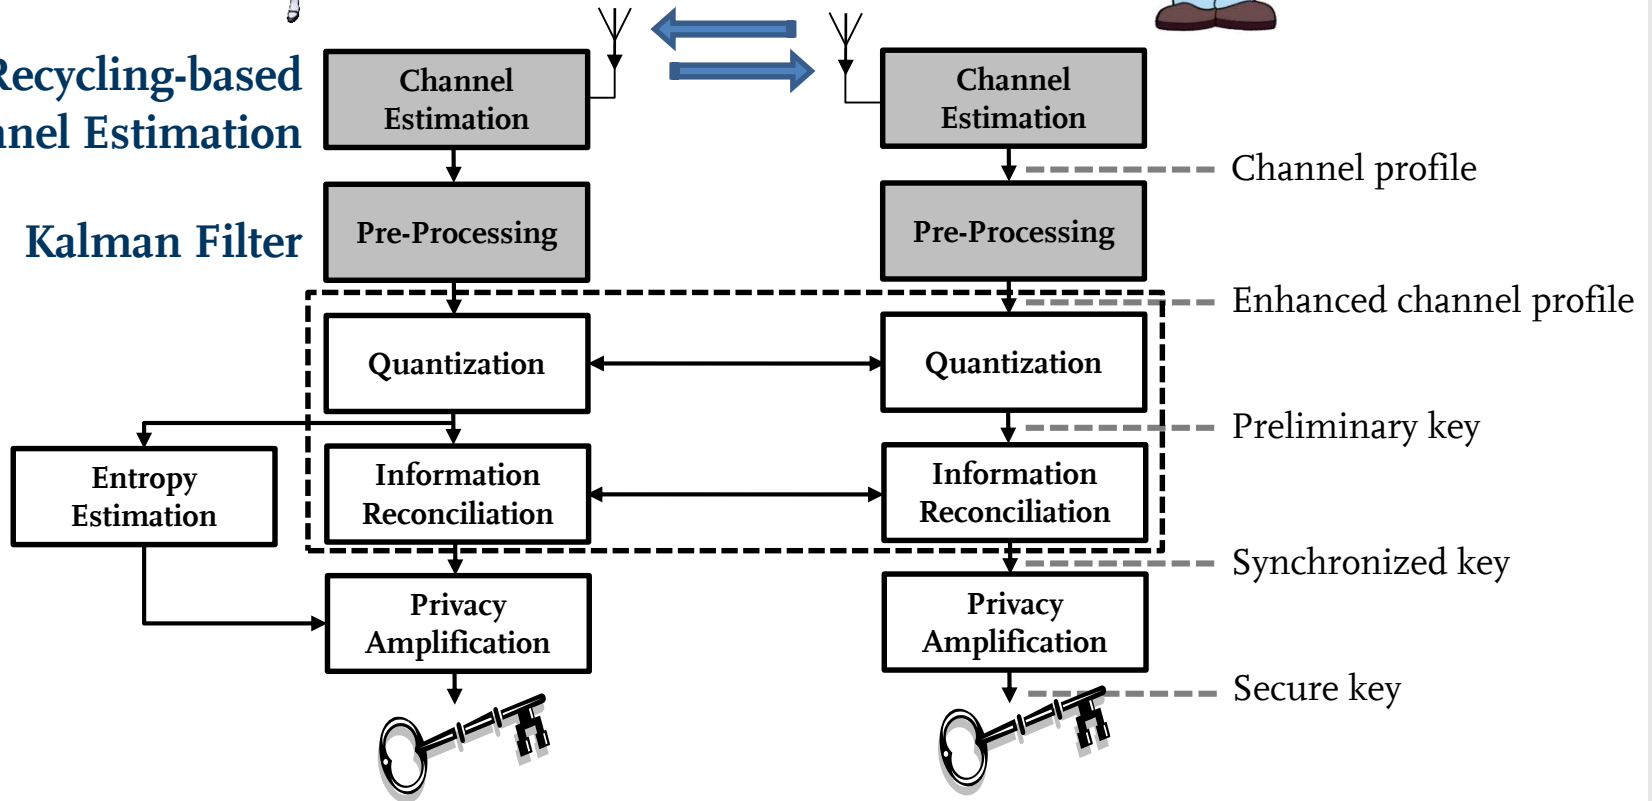 Recycling-based
Channel
Estimation
Channel
Estimation
Estimation
Channel profile
Kalman Filter
Pre-Processing
Pre-Processing
Enhanced channel profile
Quantization
Quantization
Preliminary key
Entropy
Estimation
Information
Reconciliation
Information
Reconciliation
Synchronized key
Privacy
Amplification
Privacy
Amplification
Secure key